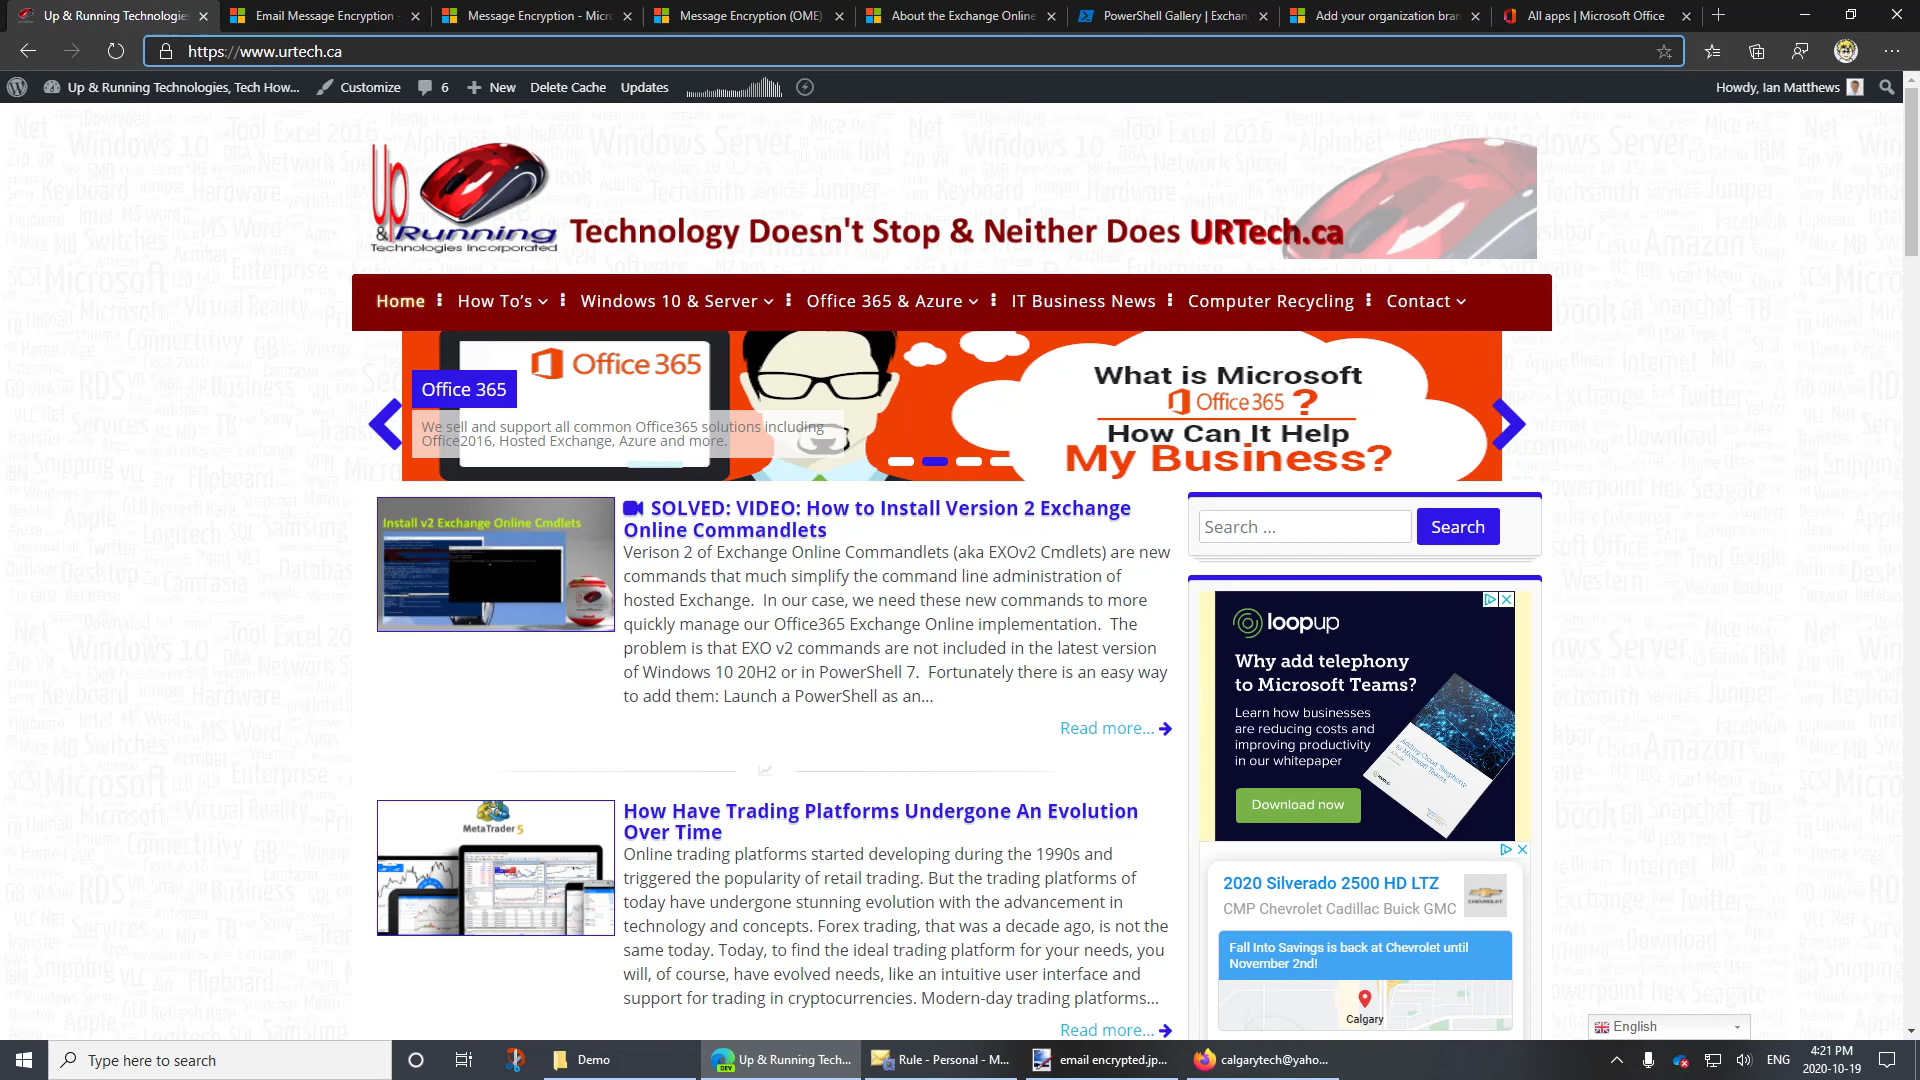 Up & Running Technologies
Email Message Encryption -
Message Encryption - Micr
Message Encryption (OME)
About the Exchange Online
PowerShell Gallery | Exchan
Add your organization bran
All apps | Microsoft Office
https://www.urtech.ca
Up & Running Technologies, Tech How...
Customize
6
New
Delete Cache
Updates
Howdy, Ian Matthews
Up
& Running
Technologies Incorporated
Technology Doesn't Stop & Neither Does URTech.ca
Home
How To's
Windows 10 & Server
Office 365 & Azure
IT Business News
Computer Recycling
Contact
Office 365
Office 365
We sell and support all common Office365 solutions including
Office2016, Hosted Exchange, Azure and more.
What is Microsoft
Office 365 ?
How Can It Help
My Business?
Install v2 Exchange Online Cmdlets
SOLVED: VIDEO: How to Install Version 2 Exchange
Online Commandlets
Verison 2 of Exchange Online Commandlets (aka EXOv2 Cmdlets) are new
commands that much simplify the command line administration of
hosted Exchange.  In our case, we need these new commands to more
quickly manage our Office365 Exchange Online implementation.  The
problem is that EXO v2 commands are not included in the latest version
of Windows 10 20H2 or in PowerShell 7.  Fortunately there is an easy way
to add them: Launch a PowerShell as an...
Read more...
MetaTrader 5
How Have Trading Platforms Undergone An Evolution
Over Time
Online trading platforms started developing during the 1990s and
triggered the popularity of retail trading. But the trading platforms of
today have undergone stunning evolution with the advancement in
technology and concepts. Forex trading, that was a decade ago, is not the
same today. Today, to find the ideal trading platform for your needs, you
will, of course, have evolved needs, like an intuitive user interface and
support for trading in cryptocurrencies. Modern-day trading platforms...
Read more...
Search ...
Search
loopup
Why add telephony
to Microsoft Teams?
Learn how businesses
are reducing costs and
improving productivity
in our whitepaper
Download now
Adding Cloud Telephony
to Microsoft Teams
2020 Silverado 2500 HD LTZ
CMP Chevrolet Cadillac Buick GMC
CHEVROLET
Fall Into Savings is back at Chevrolet until
November 2nd!
Calgary
English
Type here to search
Demo
DEV
Up & Running Tech...
Rule - Personal - M...
email encrypted.jp...
calgarytech@yaho...
ENG
4:21 PM
2020-10-19